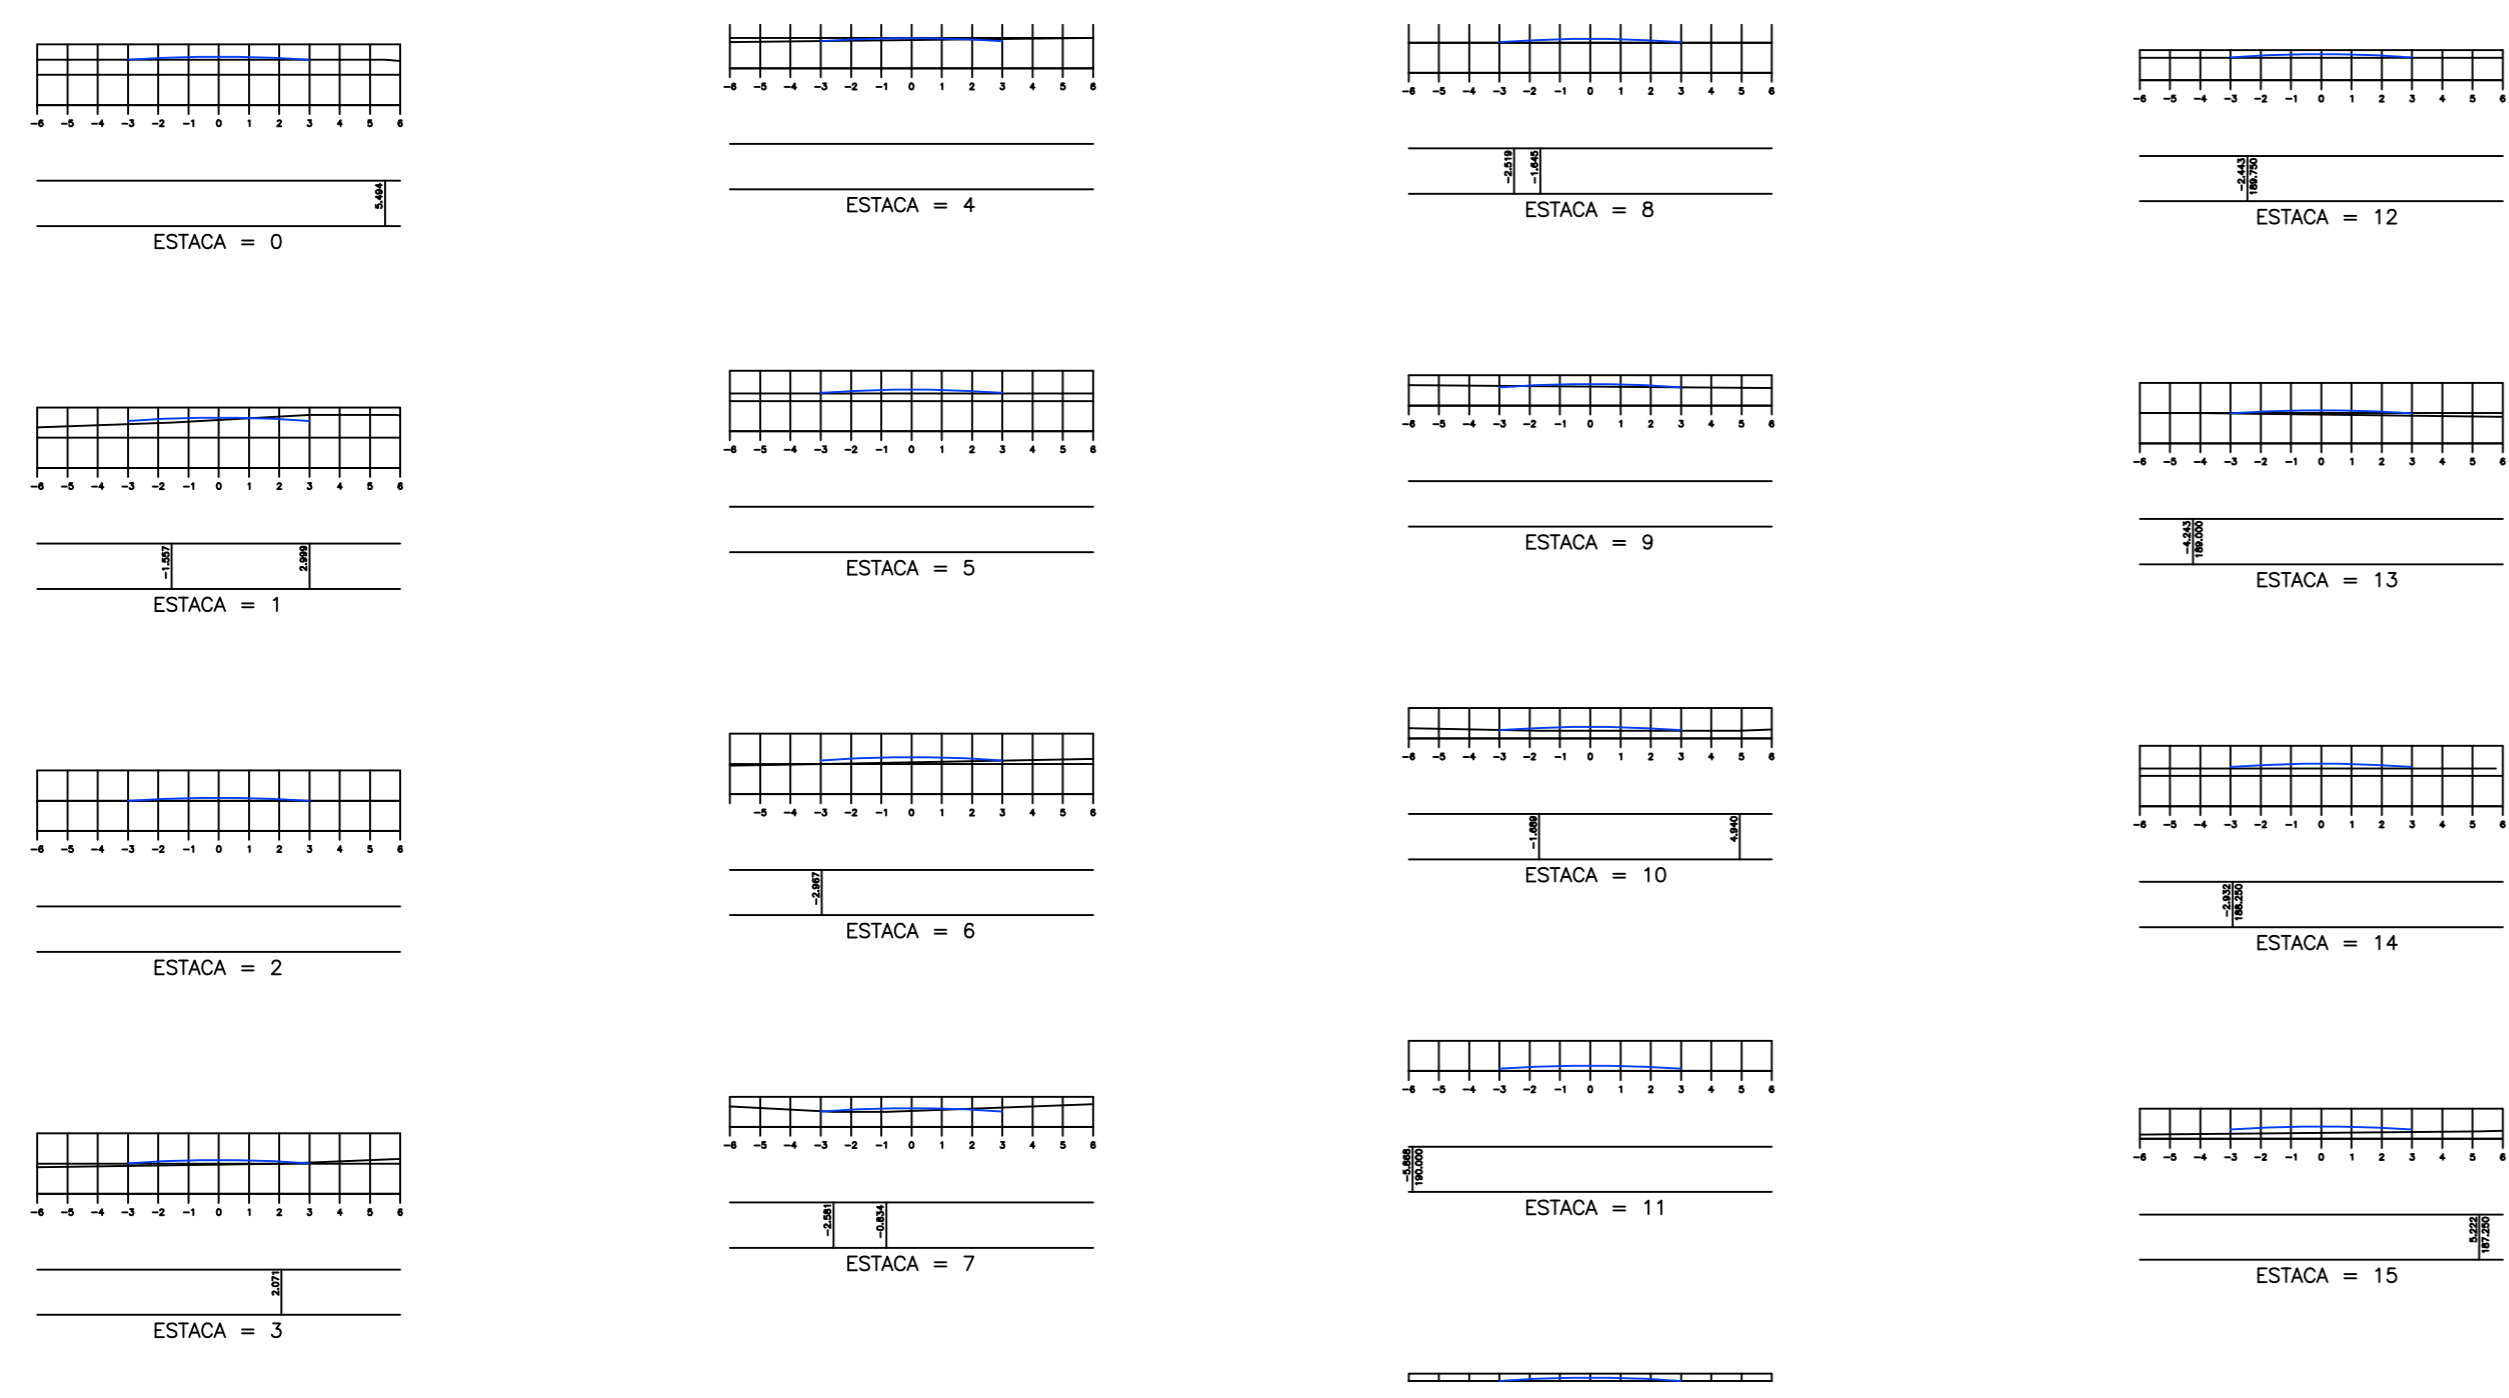 -6 -5 -4 -3 -2 -1 0 1 2 3 4 5 6
5.494
ESTACA = 0
-6 -5 -4 -3 -2 -1 0 1 2 3 4 5 6
-1.557 2.999
ESTACA = 1
-6 -5 -4 -3 -2 -1 0 1 2 3 4 5 6
ESTACA = 2
-6 -5 -4 -3 -2 -1 0 1 2 3 4 5 6
2.071
ESTACA = 3
-6 -5 -4 -3 -2 -1 0 1 2 3 4 5 6
ESTACA = 4
-6 -5 -4 -3 -2 -1 0 1 2 3 4 5 6
ESTACA = 5
-5 -4 -3 -2 -1 0 1 2 3 4 5 6
-2.967
ESTACA = 6
-6 -5 -4 -3 -2 -1 0 1 2 3 4 5 6
-2.581 -0.834
ESTACA = 7
-6 -5 -4 -3 -2 -1 0 1 2 3 4 5 6
-2.519 -1.645
ESTACA = 8
-6 -5 -4 -3 -2 -1 0 1 2 3 4 5 6
ESTACA = 9
-6 -5 -4 -3 -2 -1 0 1 2 3 4 5 6
-1.689 4.940
ESTACA = 10
-6 -5 -4 -3 -2 -1 0 1 2 3 4 5 6
-5.868
190.000
ESTACA = 11
-6 -5 -4 -3 -2 -1 0 1 2 3 4 5 6
-2.443
189.750
ESTACA = 12
-6 -5 -4 -3 -2 -1 0 1 2 3 4 5 6
-4.243
189.000
ESTACA = 13
-6 -5 -4 -3 -2 -1 0 1 2 3 4 5 6
-2.932
188.250
ESTACA = 14
-6 -5 -4 -3 -2 -1 0 1 2 3 4 5 6
5.222
187.250
ESTACA = 15